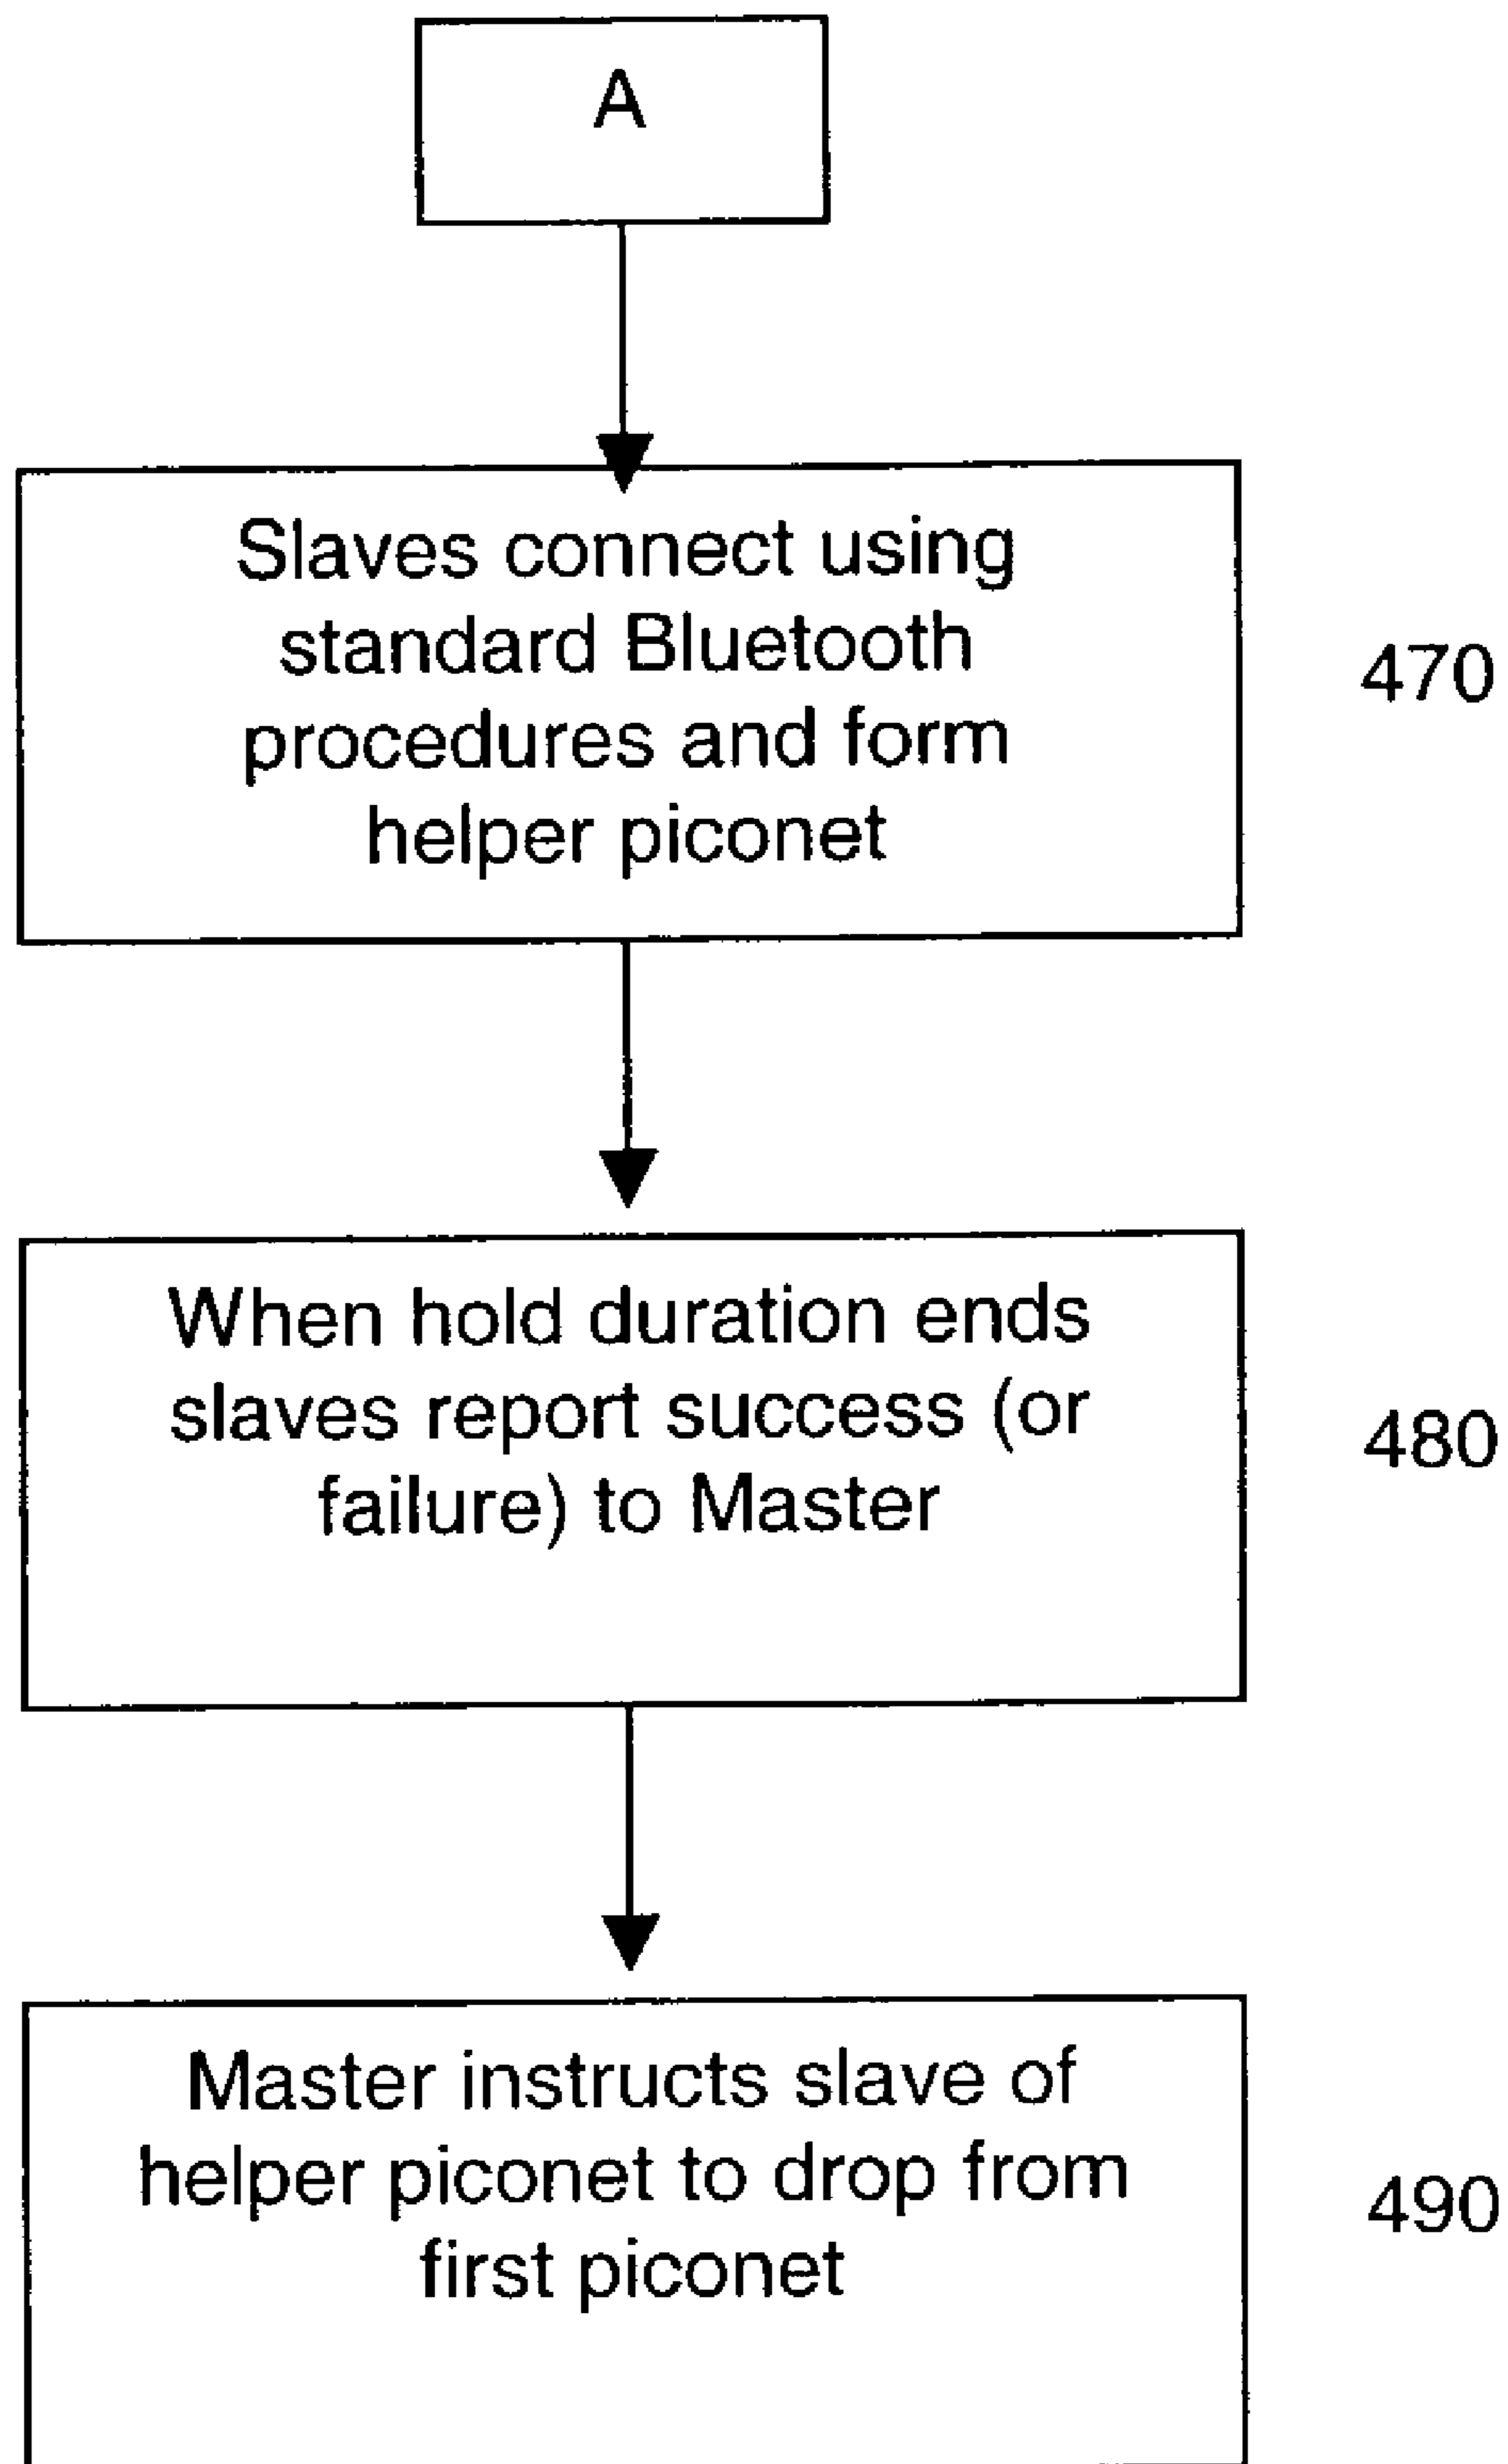 A
Slaves connect using
standard Bluetooth
procedures and form
helper piconet
470
When hold duration ends
slaves report success (or
failure) to Master
480
Master instructs slave of
helper piconet to drop from
first piconet
490